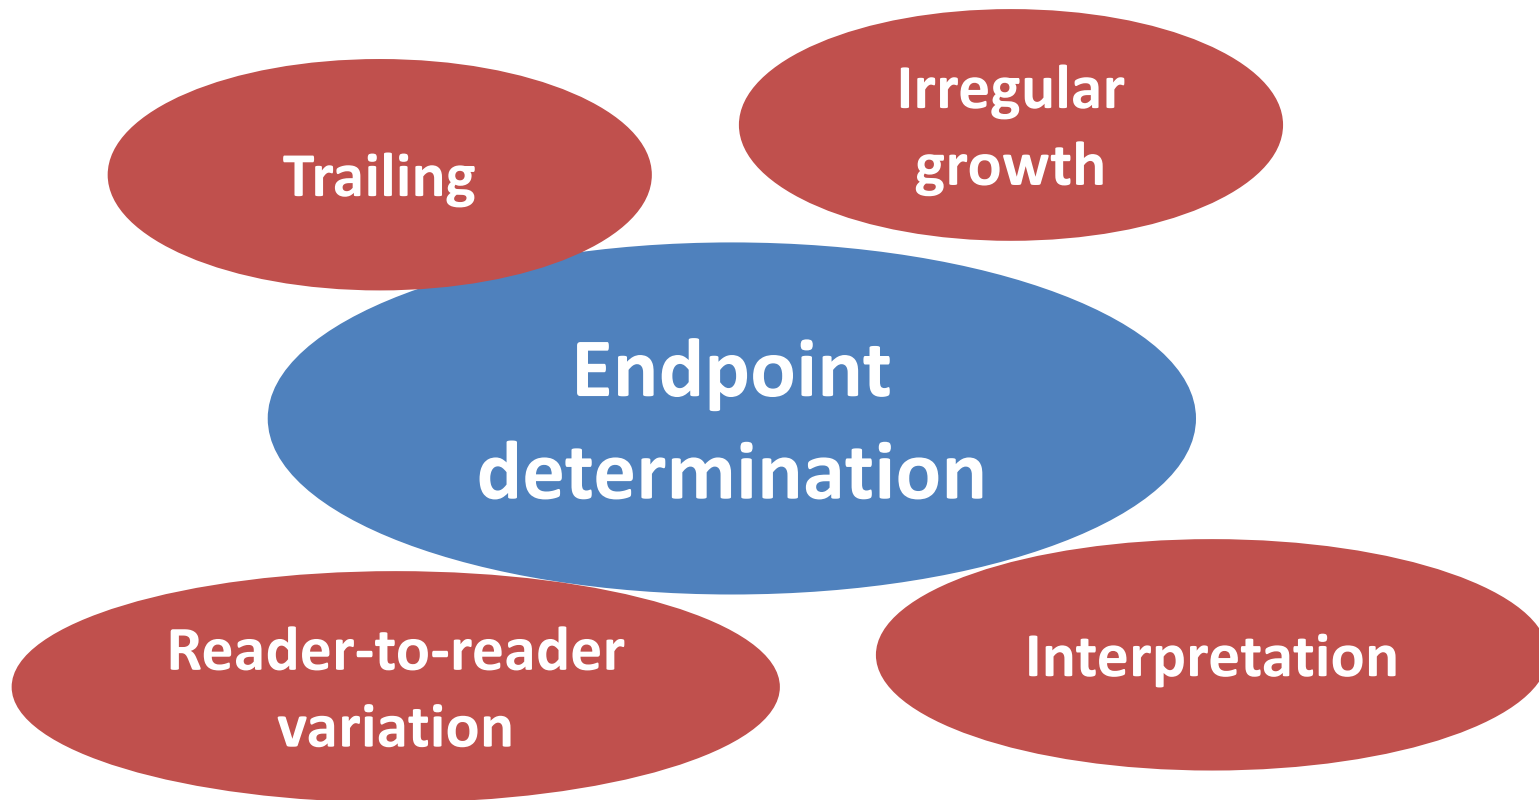 Trailing
Irregular
growth
Endpoint
determination
Reader-to-reader
variation
Interpretation